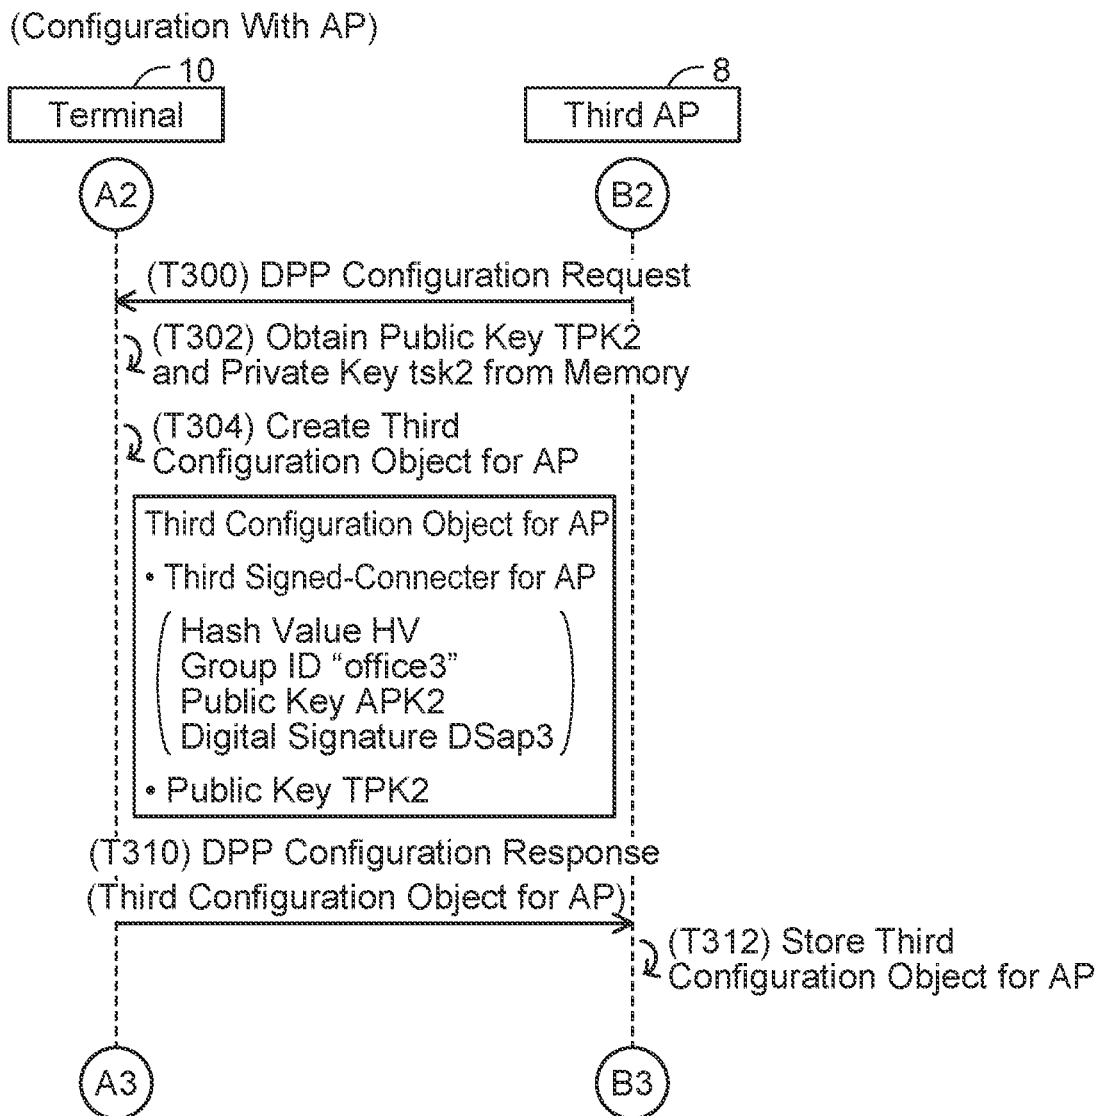 (Configuration With AP)
10
8
Terminal
Third AP
A2
B2
(T300) DPP Configuration Request
(T302) Obtain Public Key TPK2
and Private Key tsk2 from Memory
(T304) Create Third
Configuration Object for AP
Third Configuration Object for AP
• Third Signed-Connecter for AP
Hash Value HV
Group ID “office3”
Public Key APK2
Digital Signature DSap3
• Public Key TPK2
(T310) DPP Configuration Response
(Third Configuration Object for AP)
(T312) Store Third
Configuration Object for AP
A3
B3